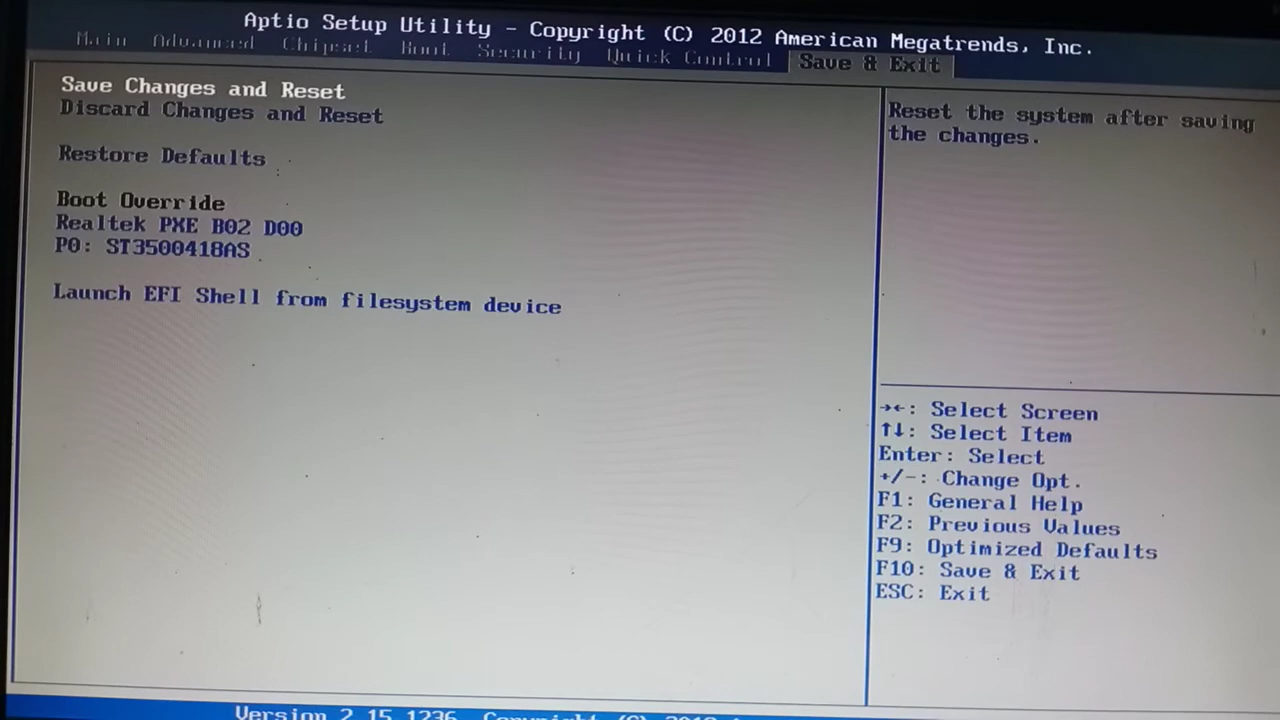 Aptio Setup Utility - Copyright (C) 2012 American Megatrends, Inc.
Main Advanced Chipset Boot Security Quick Control Save & Exit
Save Changes and Reset
Discard Changes and Reset
Restore Defaults
Boot Override
Realtek PXE B02 D00
P0: ST3500418AS
Launch EFI Shell from filesystem device
Reset the system after saving
the changes.
→←: Select Screen
↑↓: Select Item
Enter: Select
+/-: Change Opt.
F1: General Help
F2: Previous Values
F9: Optimized Defaults
F10: Save & Exit
ESC: Exit
Version 2.15.1236. Copyright (C) 2012